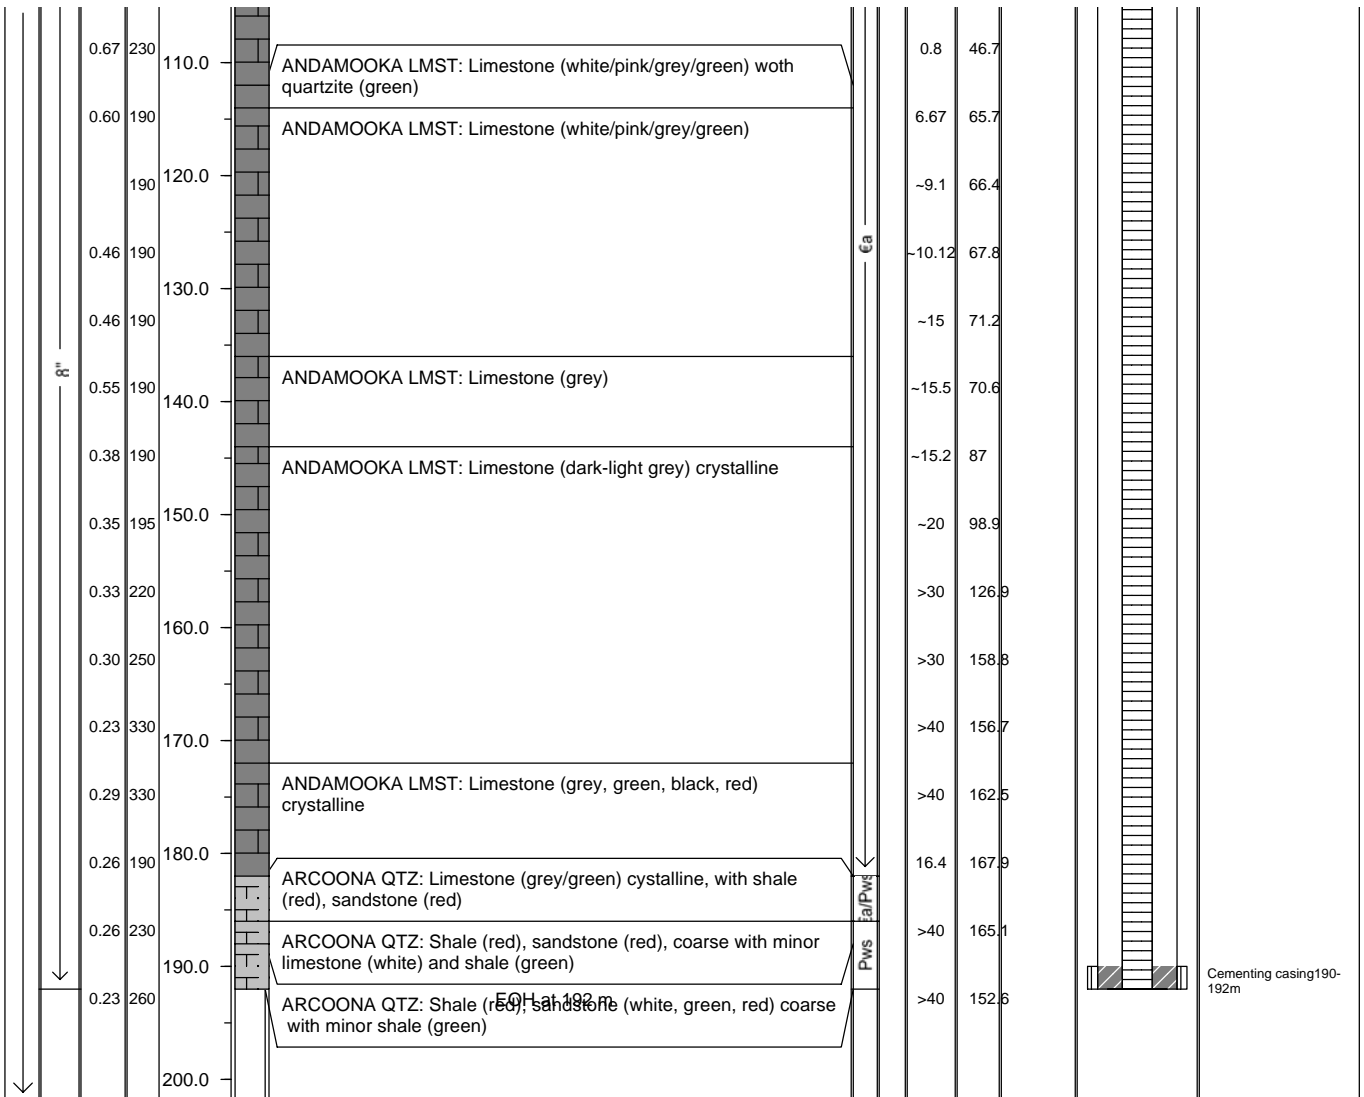 0.67 230 0.8 46.7
110.0
ANDAMOOKA LMST: Limestone (white/pink/grey/green) woth
quartzite (green)
0.60 190 6.67 65.7
ANDAMOOKA LMST: Limestone (white/pink/grey/green)
120.0
190 ~9.1 66.4
€a
0.46 190 ~10.12 67.8
130.0
0.46 190 ~15 71.2
8"
ANDAMOOKA LMST: Limestone (grey)
0.55 190 ~15.5 70.6
140.0
0.38 190 ~15.2 87
ANDAMOOKA LMST: Limestone (dark-light grey) crystalline
150.0
0.35 195 ~20 98.9
0.33 220 >30 126.9
160.0
0.30 250 >30 158.8
0.23 330 >40 156.7
170.0
ANDAMOOKA LMST: Limestone (grey, green, black, red)
crystalline
0.29 330 >40 162.5
180.0
0.26 190 16.4 167.9
ARCOONA QTZ: Limestone (grey/green) cystalline, with shale
(red), sandstone (red)
€a/Pws
0.26 230 >40 165.1
ARCOONA QTZ: Shale (red), sandstone (red), coarse with minor
limestone (white) and shale (green)
Pws
190.0
Cementing casing190-
192m
0.23 260 >40 152.6
EOH at 192 m
ARCOONA QTZ: Shale (red), sandstone (white, green, red) coarse
with minor shale (green)
200.0